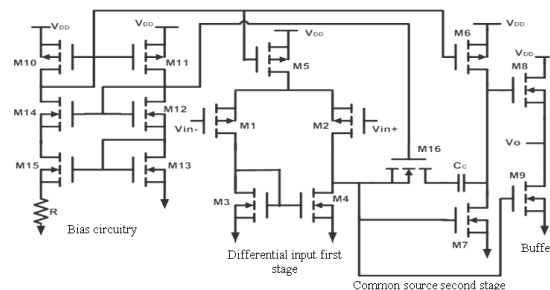 VDD
VDD
VDD
VDD
VDD
M10
M11
M5
M6
M8
M14
M12
M1
M2
Vin-
Vin+
M16
Cc
Vo
M15
M13
M3
M4
M7
M9
R
Bias circuitry
Differential input first
stage
Common source second stage
Buffe